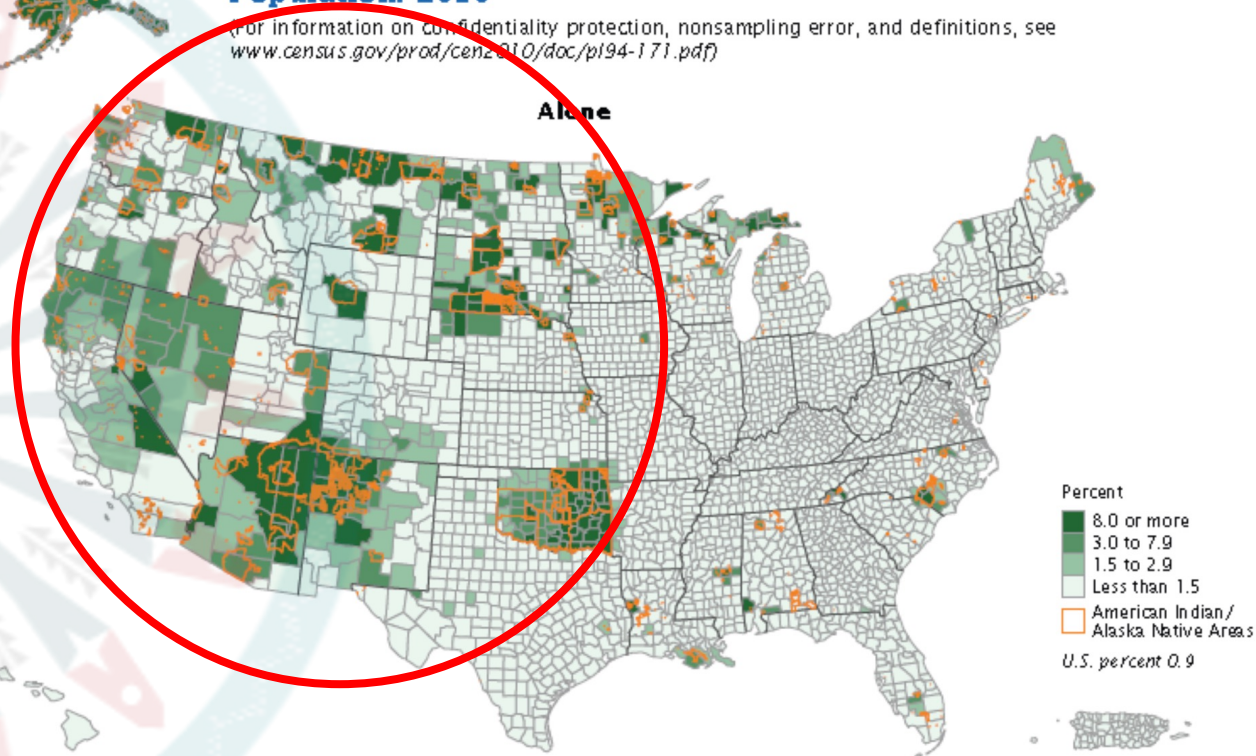 Population: 2010
(For information on confidentiality protection, nonsampling error, and definitions, see
www.census.gov/prod/cen2010/doc/pl94-171.pdf)
Alone
Percent
8.0 or more
3.0 to 7.9
1.5 to 2.9
Less than 1.5
American Indian/
Alaska Native Areas
U.S. percent 0.9